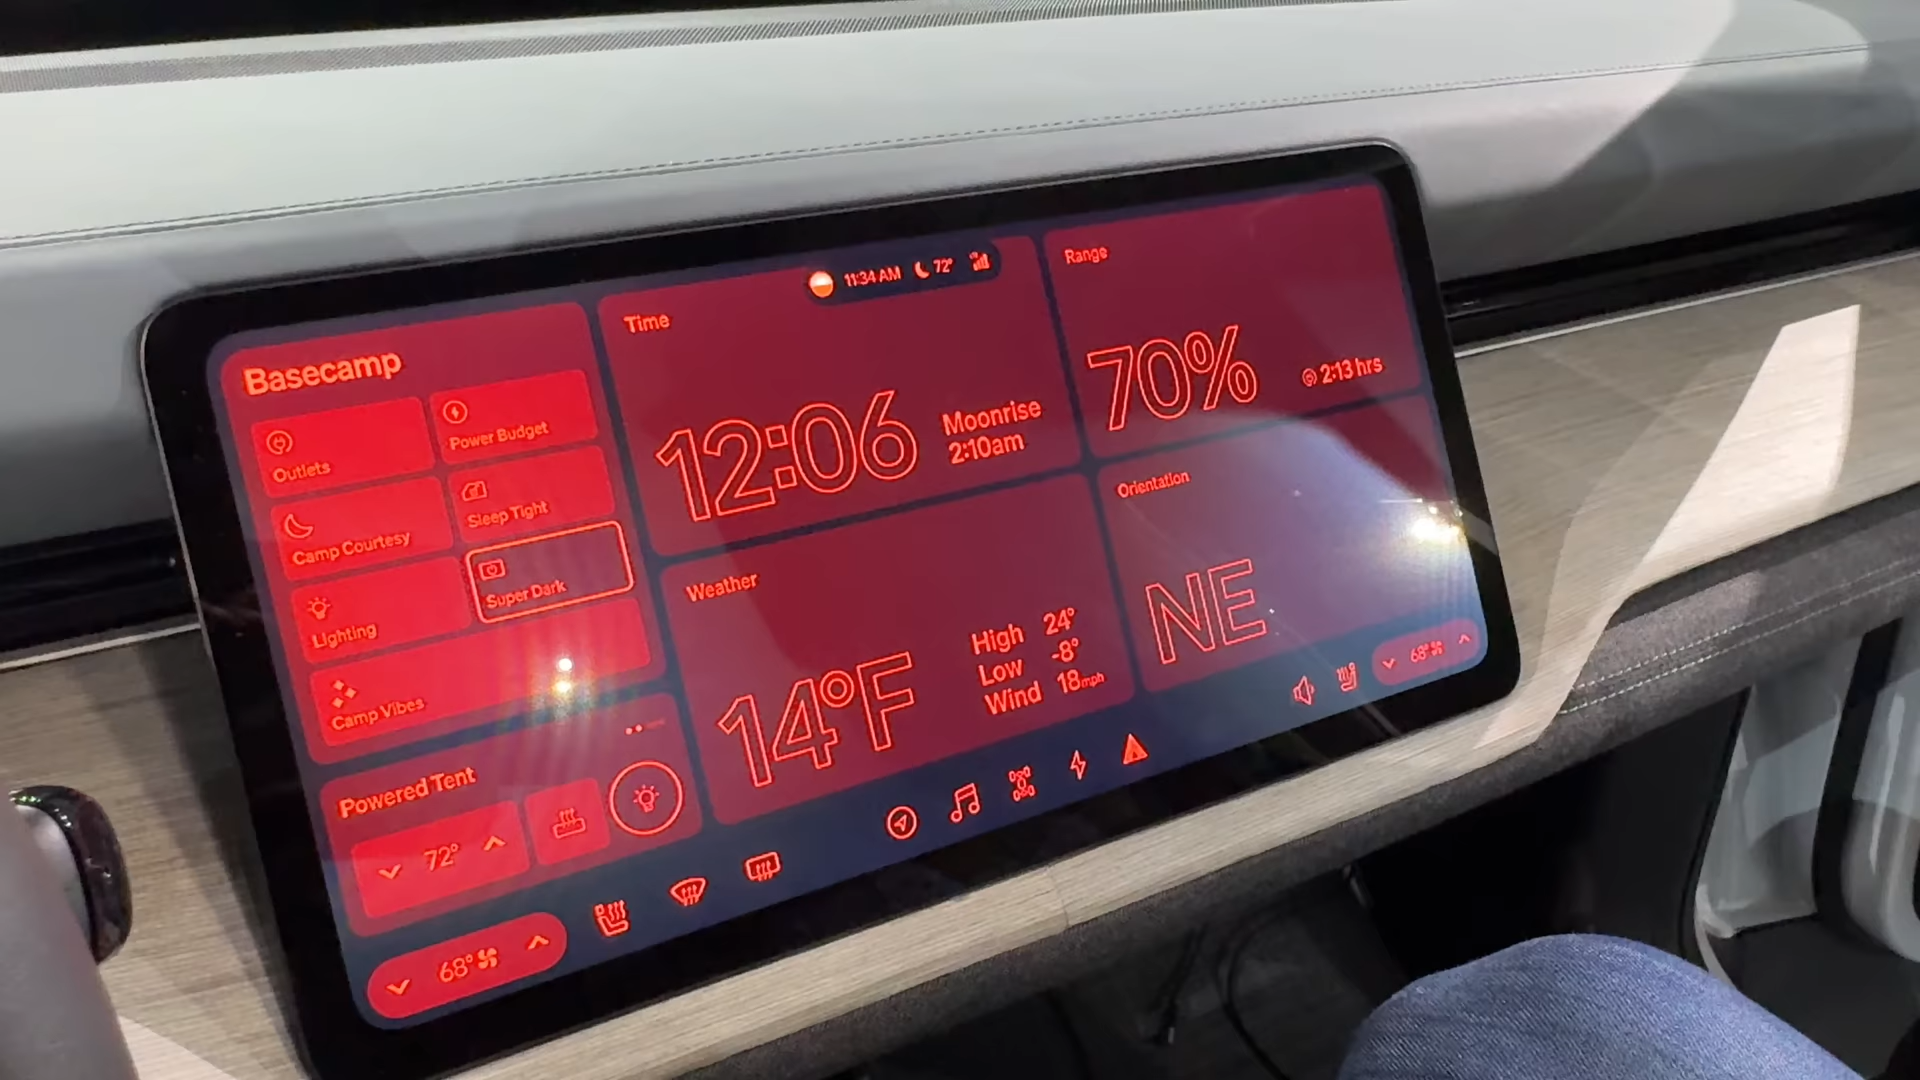 11:34 AM 72°
Basecamp
Outlets
Power Budget
Camp Courtesy
Sleep Tight
Lighting
Super Dark
Camp Vibes
Powered Tent
72°
68°
Time
12:06
Moonrise
2:10am
Weather
14°F
High 24°
Low -8°
Wind 18mph
Range
70%
2:13 hrs
Orientation
NE
68°